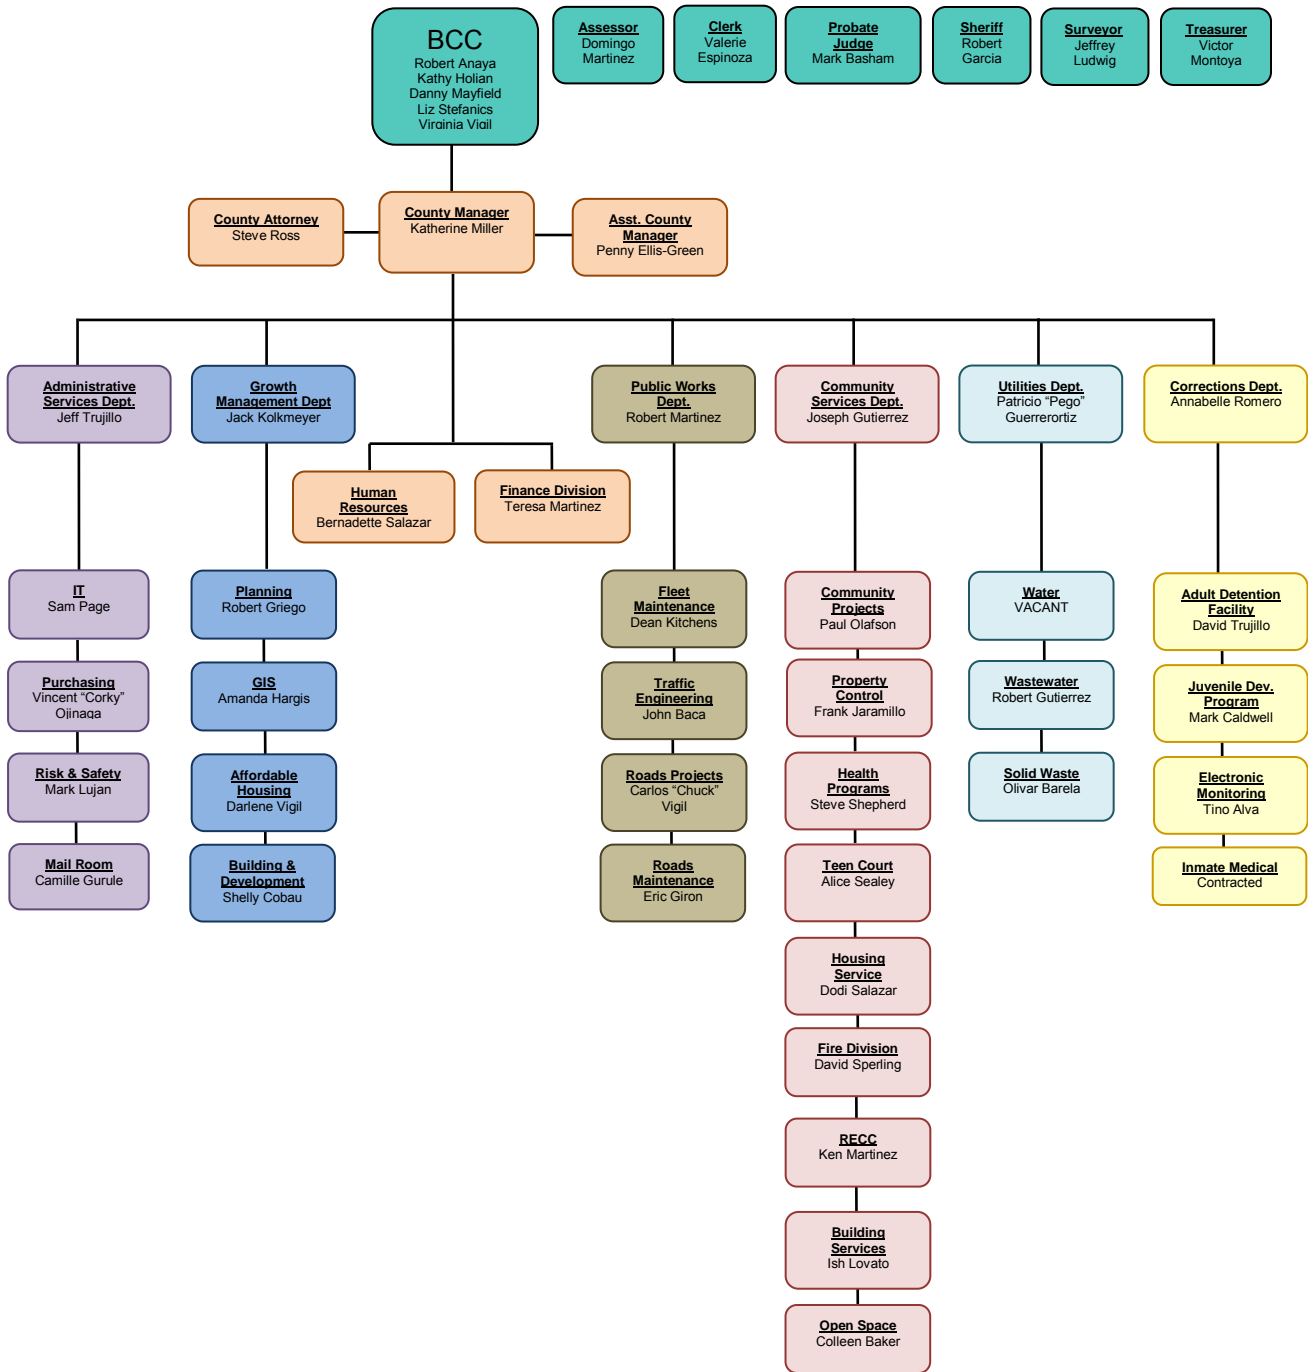 BCC
Robert Anaya
Kathy Holian
Danny Mayfield
Liz Stefanics
Virginia Vigil
Assessor
Domingo
Martinez
Clerk
Valerie
Espinoza
Probate
Judge
Mark Basham
Sheriff
Robert
Garcia
Surveyor
Jeffrey
Ludwig
Treasurer
Victor
Montoya
County Attorney
Steve Ross
County Manager
Katherine Miller
Asst. County
Manager
Penny Ellis-Green
Administrative
Services Dept.
Jeff Trujillo
Growth
Management Dept
Jack Kolkmeyer
Public Works
Dept.
Robert Martinez
Community
Services Dept.
Joseph Gutierrez
Utilities Dept.
Patricio “Pego”
Guerrerortiz
Corrections Dept.
Annabelle Romero
Human
Resources
Bernadette Salazar
Finance Division
Teresa Martinez
IT
Sam Page
Purchasing
Vincent “Corky”
Ojinaga
Risk & Safety
Mark Lujan
Mail Room
Camille Gurule
Planning
Robert Griego
GIS
Amanda Hargis
Affordable
Housing
Darlene Vigil
Building &
Development
Shelly Cobau
Fleet
Maintenance
Dean Kitchens
Traffic
Engineering
John Baca
Roads Projects
Carlos “Chuck”
Vigil
Roads
Maintenance
Eric Giron
Community
Projects
Paul Olafson
Property
Control
Frank Jaramillo
Health
Programs
Steve Shepherd
Teen Court
Alice Sealey
Housing
Service
Dodi Salazar
Fire Division
David Sperling
RECC
Ken Martinez
Building
Services
Ish Lovato
Open Space
Colleen Baker
Water
VACANT
Wastewater
Robert Gutierrez
Solid Waste
Olivar Barela
Adult Detention
Facility
David Trujillo
Juvenile Dev.
Program
Mark Caldwell
Electronic
Monitoring
Tino Alva
Inmate Medical
Contracted